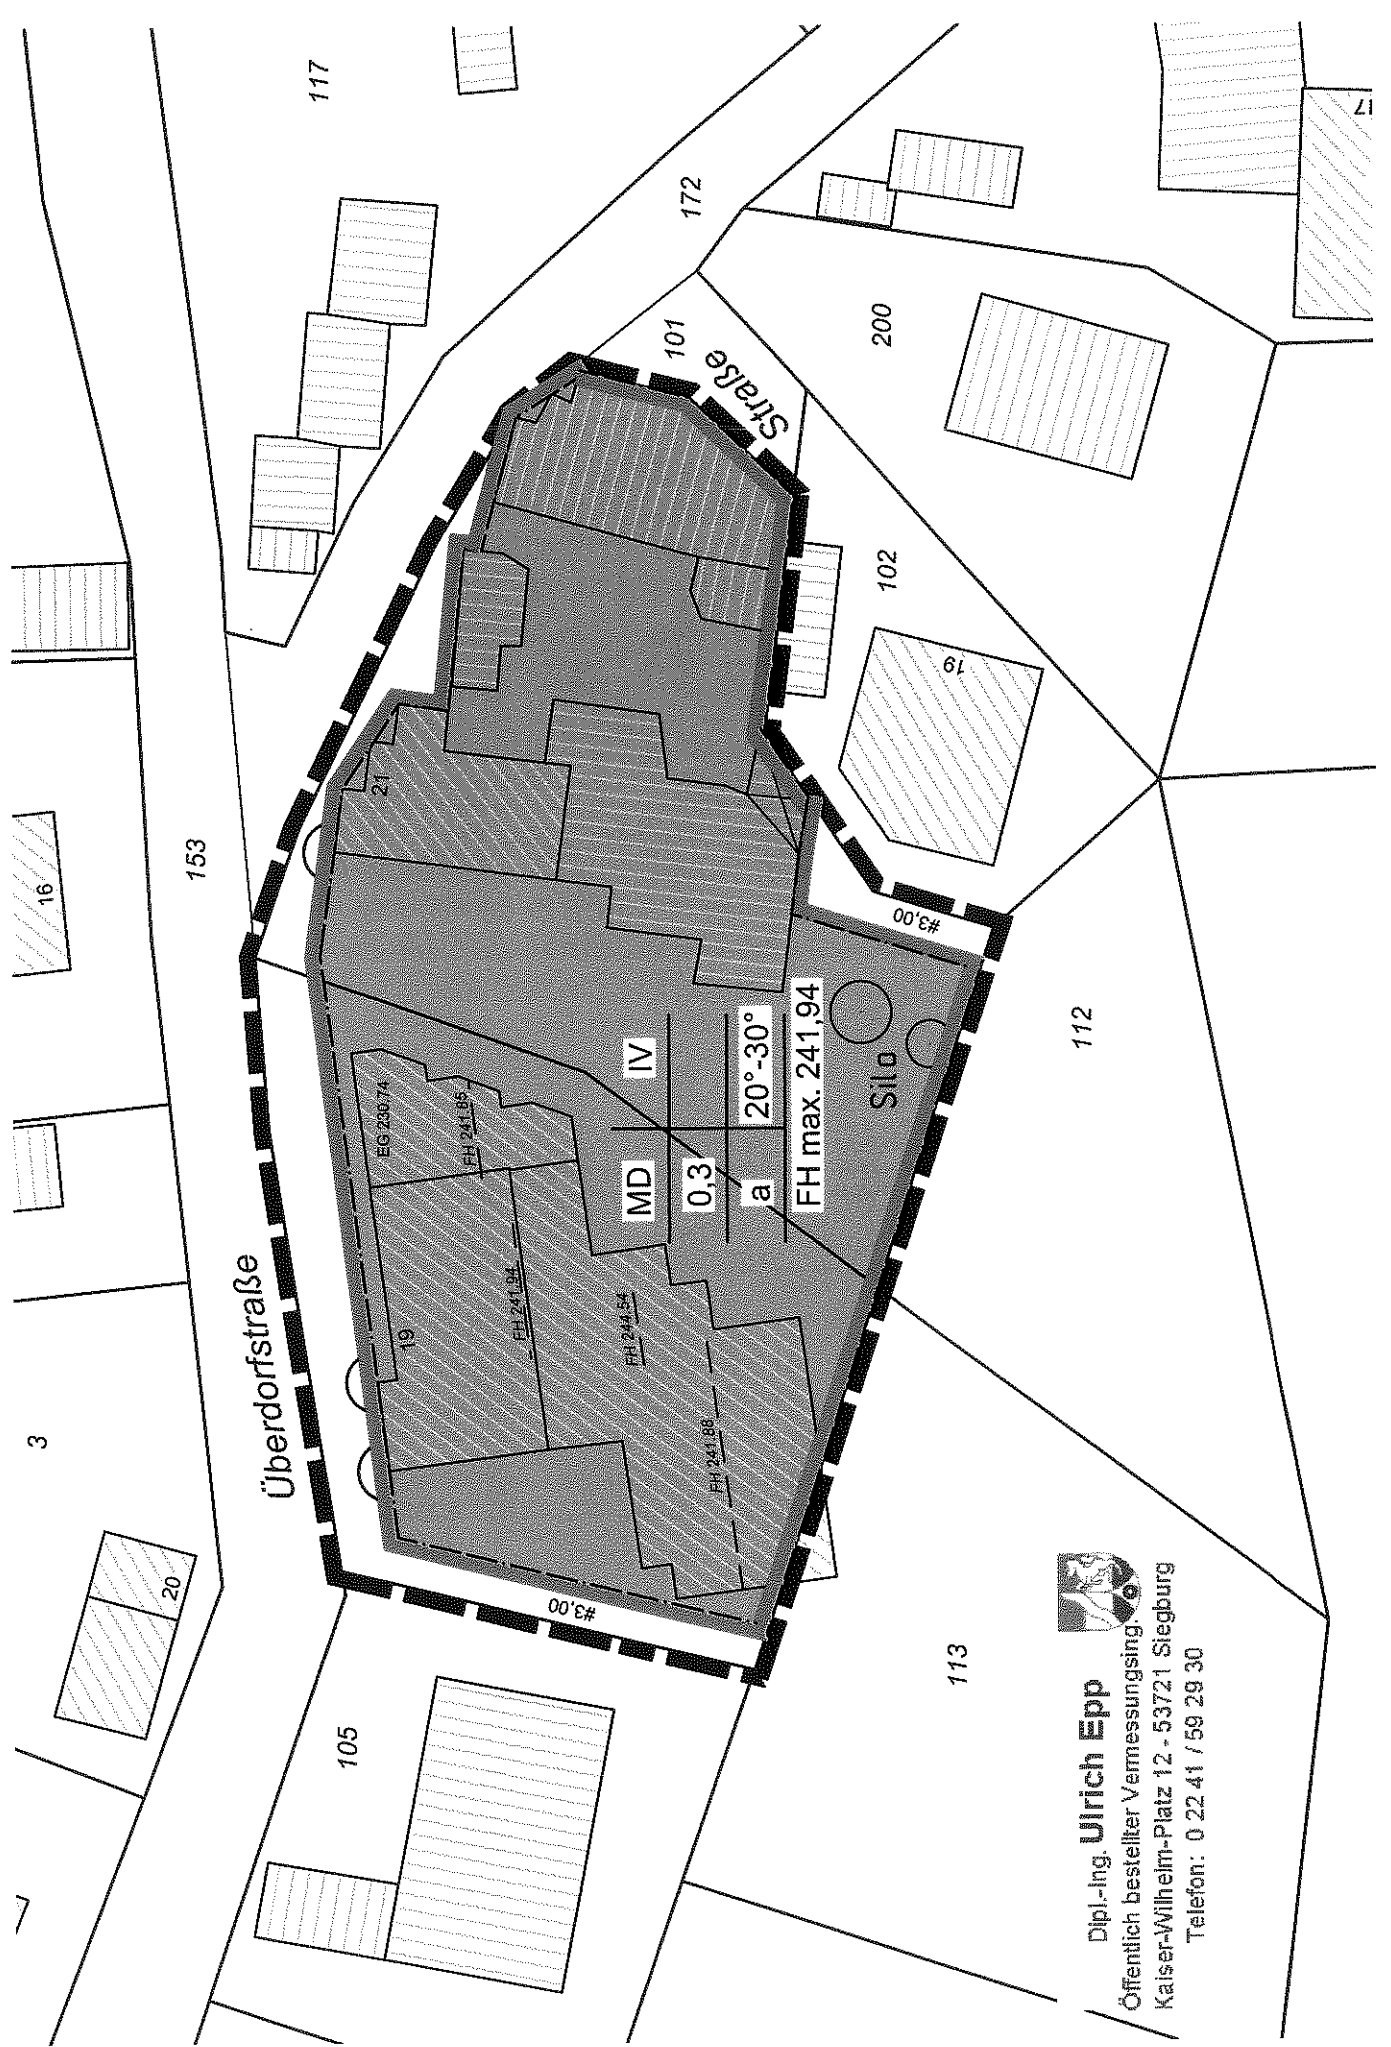 117
172
101
Straße
200
17
102
19
153
16
21
#3,00
112
IV
20°-30°
FH max. 241,94
MD
0,3
a
Silo
EG 230.74
FH 241.85
FH 241.94
FH 244.54
FH 241.88
19
Überdorfstraße
3
20
#3,00
105
113
Dipl.-Ing. Ulrich Epp
Öffentlich bestellter Vermessungsing.
Kaiser-Wilhelm-Platz 12 - 53721 Siegburg
Telefon: 0 22 41 / 59 29 30